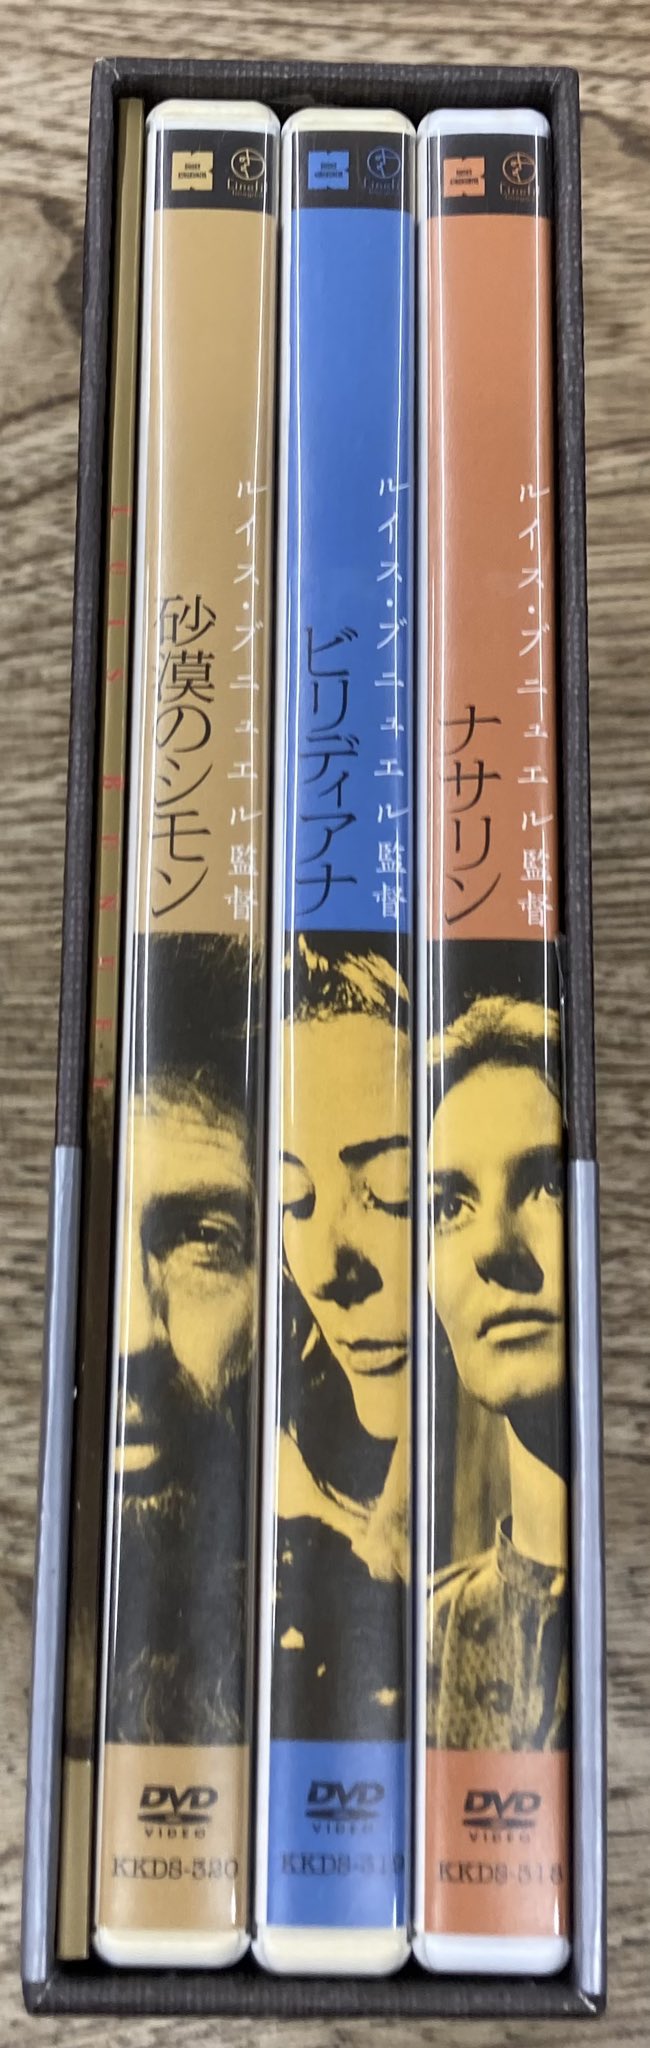 LUIS BUÑUEL
ルイス・ブニュエル監督
砂漠のシモン
DVD
VIDEO
KKDS-320
ルイス・ブニュエル監督
ビリディアナ
DVD
VIDEO
KKDS-319
ルイス・ブニュエル監督
ナサリン
DVD
VIDEO
KKDS-318